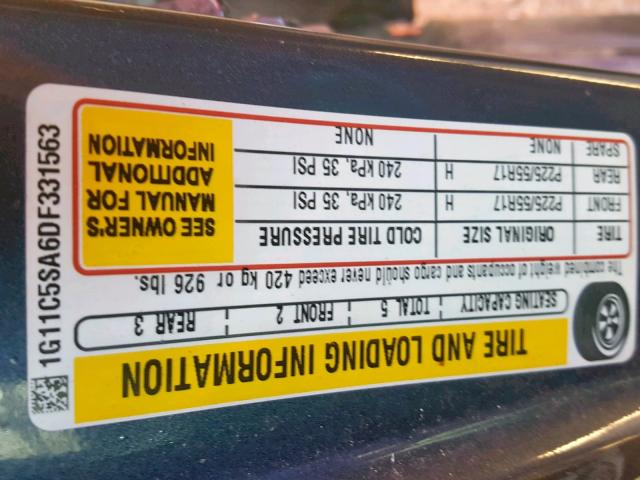 TIRE AND LOADING INFORMATION
SEATING CAPACITY TOTAL 5 FRONT 2 REAR 3
The combined weight of occupants and cargo should never exceed 420 kg or 926 lbs.
TIRE ORIGINAL SIZE COLD TIRE PRESSURE
FRONT P225/55R17 H 240 kPa, 35 PSI
REAR P225/55R17 H 240 kPa, 35 PSI
SPARE NONE NONE
SEE OWNER'S
MANUAL FOR
ADDITIONAL
INFORMATION
1G11C5SA6DF331563